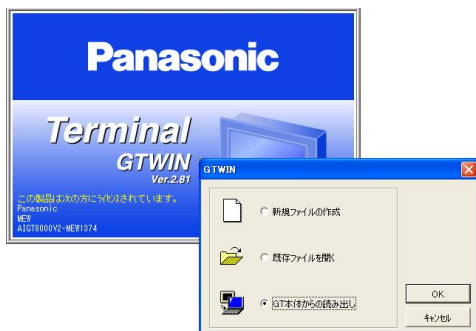 Panasonic
Terminal
GTWIN
Ver.2.81
この製品は次の方にライセンスされています。
Panasonic
MEW
AIGT8000V2-MEW1374
GTWIN
新規ファイルの作成
既存ファイルを開く
GT本体からの読み出し
OK
キャンセル